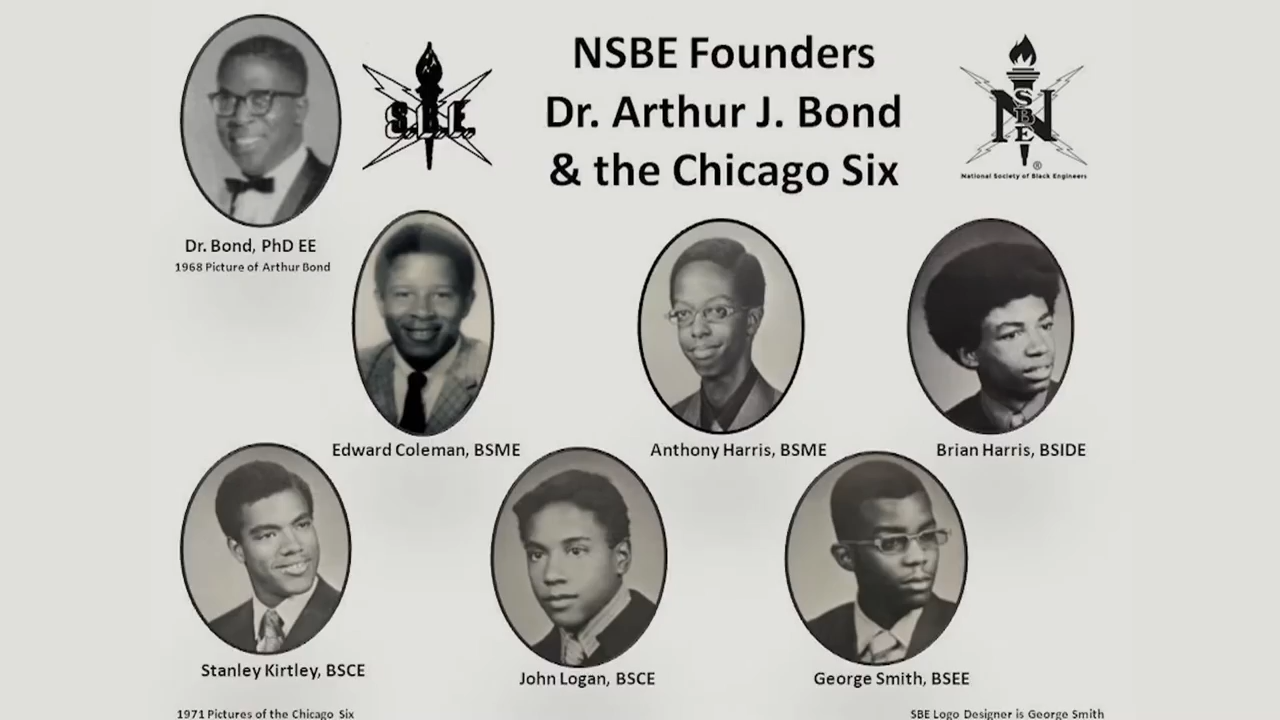 NSBE Founders
Dr. Arthur J. Bond
& the Chicago Six
S.B.E.
NSBE
®
National Society of Black Engineers
Dr. Bond, PhD EE
1968 Picture of Arthur Bond
Edward Coleman, BSME
Anthony Harris, BSME
Brian Harris, BSIDE
Stanley Kirtley, BSCE
John Logan, BSCE
George Smith, BSEE
1971 Pictures of the Chicago Six
SBE Logo Designer is George Smith